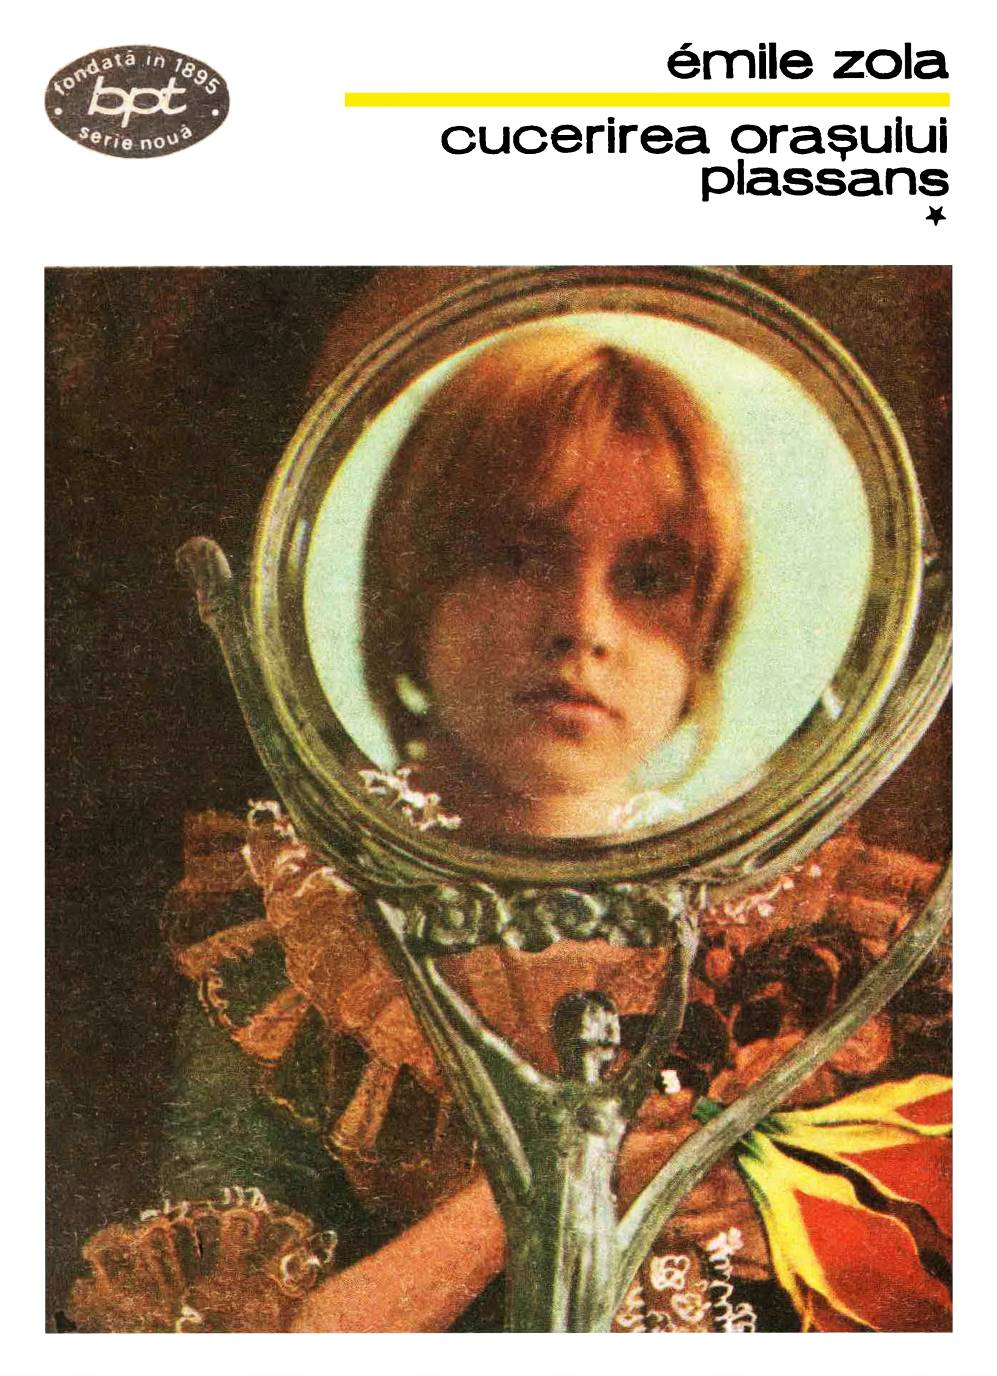 fondată în 1895
bpt
serie nouă
émile zola
cucerirea orașului
plassans
★